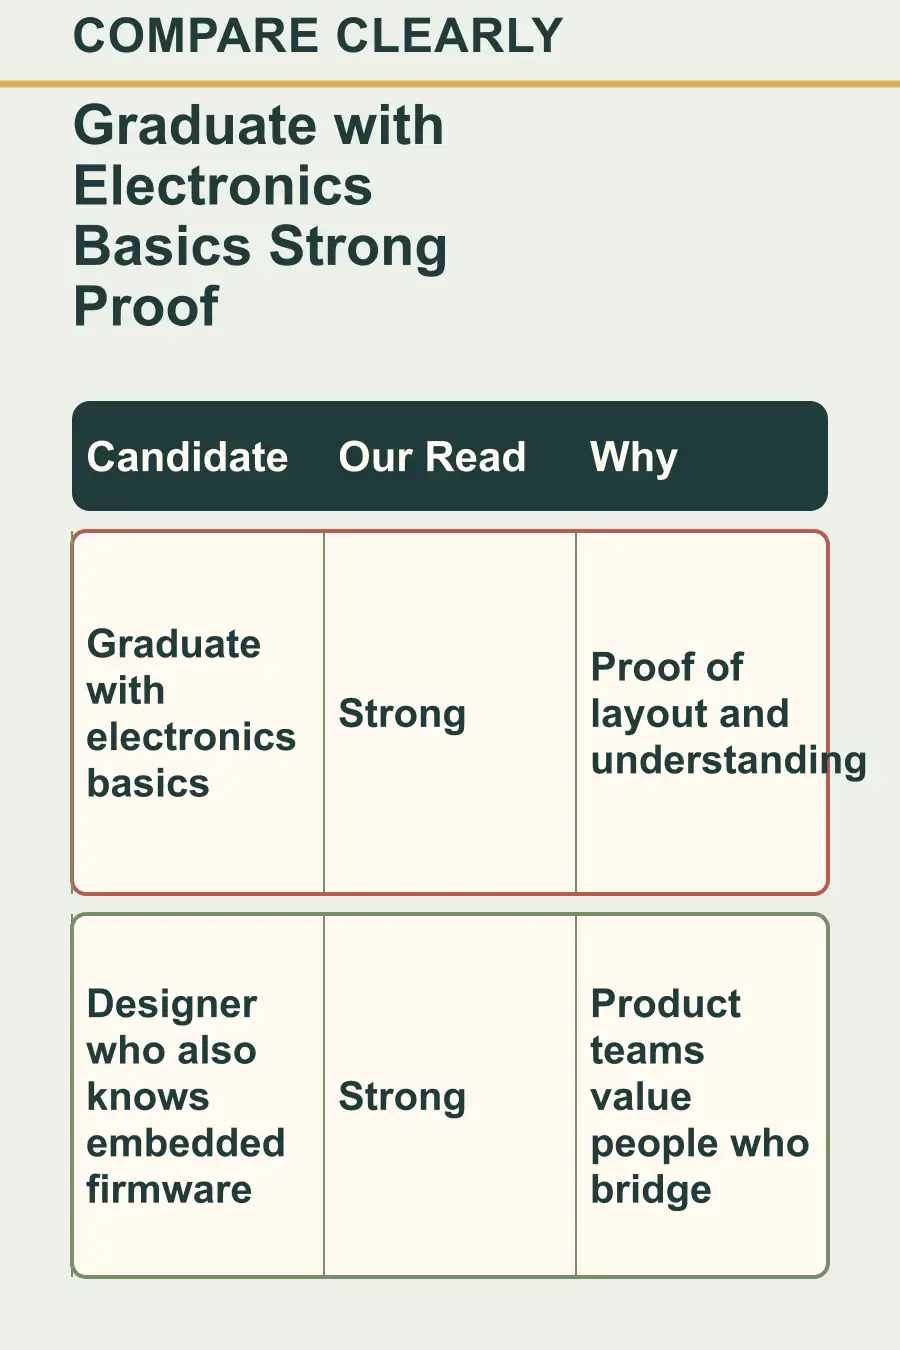 COMPARE CLEARLY
Graduate with
Electronics
Basics Strong
Proof
Candidate
Our Read
Why
Graduate
with
electronics
basics
Strong
Proof of
layout and
understanding
Designer
who also
knows
embedded
firmware
Strong
Product
teams
value
people who
bridge